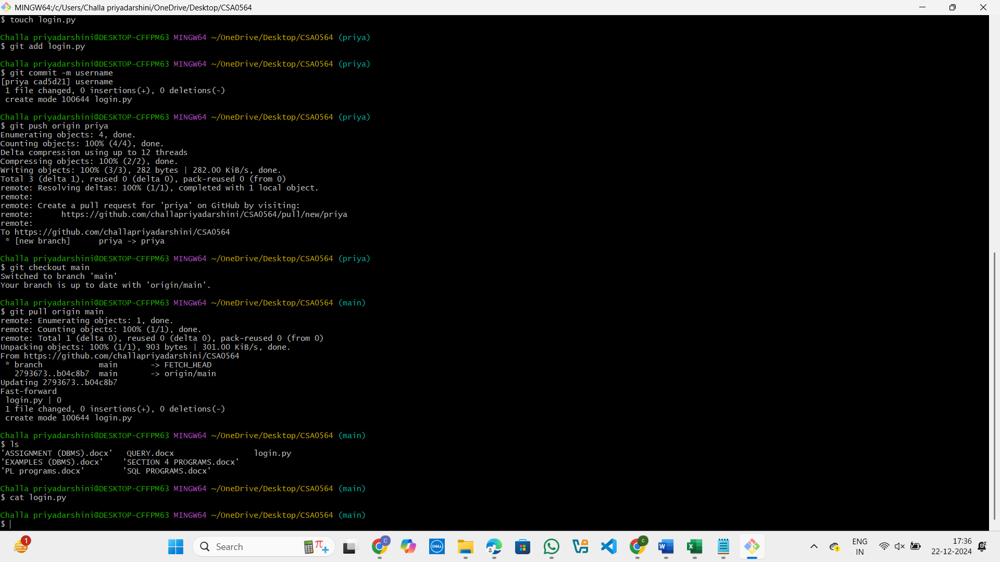 MINGW64:/c/Users/Challa priyadarshini/OneDrive/Desktop/CSA0564
$ touch login.py
Challa priyadarshini@DESKTOP-CFFPM63 MINGW64 ~/OneDrive/Desktop/CSA0564 (priya)
$ git add login.py
Challa priyadarshini@DESKTOP-CFFPM63 MINGW64 ~/OneDrive/Desktop/CSA0564 (priya)
$ git commit -m username
[priya cad5d21] username
 1 file changed, 0 insertions(+), 0 deletions(-)
 create mode 100644 login.py
Challa priyadarshini@DESKTOP-CFFPM63 MINGW64 ~/OneDrive/Desktop/CSA0564 (priya)
$ git push origin priya
Enumerating objects: 4, done.
Counting objects: 100% (4/4), done.
Delta compression using up to 12 threads
Compressing objects: 100% (2/2), done.
Writing objects: 100% (3/3), 282 bytes | 282.00 KiB/s, done.
Total 3 (delta 1), reused 0 (delta 0), pack-reused 0 (from 0)
remote: Resolving deltas: 100% (1/1), completed with 1 local object.
remote:
remote: Create a pull request for 'priya' on GitHub by visiting:
remote:      https://github.com/challapriyadarshini/CSA0564/pull/new/priya
remote:
To https://github.com/challapriyadarshini/CSA0564
 * [new branch]      priya -> priya
Challa priyadarshini@DESKTOP-CFFPM63 MINGW64 ~/OneDrive/Desktop/CSA0564 (priya)
$ git checkout main
Switched to branch 'main'
Your branch is up to date with 'origin/main'.
Challa priyadarshini@DESKTOP-CFFPM63 MINGW64 ~/OneDrive/Desktop/CSA0564 (main)
$ git pull origin main
remote: Enumerating objects: 1, done.
remote: Counting objects: 100% (1/1), done.
remote: Total 1 (delta 0), reused 0 (delta 0), pack-reused 0 (from 0)
Unpacking objects: 100% (1/1), 903 bytes | 301.00 KiB/s, done.
From https://github.com/challapriyadarshini/CSA0564
 * branch            main       -> FETCH_HEAD
   2793673..b04c8b7  main       -> origin/main
Updating 2793673..b04c8b7
Fast-forward
 login.py | 0
 1 file changed, 0 insertions(+), 0 deletions(-)
 create mode 100644 login.py
Challa priyadarshini@DESKTOP-CFFPM63 MINGW64 ~/OneDrive/Desktop/CSA0564 (main)
$ ls
'ASSIGNMENT (DBMS).docx'   QUERY.docx                 login.py
'EXAMPLES (DBMS).docx'    'SECTION 4 PROGRAMS.docx'
'PL programs.docx'        'SQL PROGRAMS.docx'
Challa priyadarshini@DESKTOP-CFFPM63 MINGW64 ~/OneDrive/Desktop/CSA0564 (main)
$ cat login.py
Challa priyadarshini@DESKTOP-CFFPM63 MINGW64 ~/OneDrive/Desktop/CSA0564 (main)
$
1
Search
C
DELL
C
W
X
ENG
IN
17:36
22-12-2024